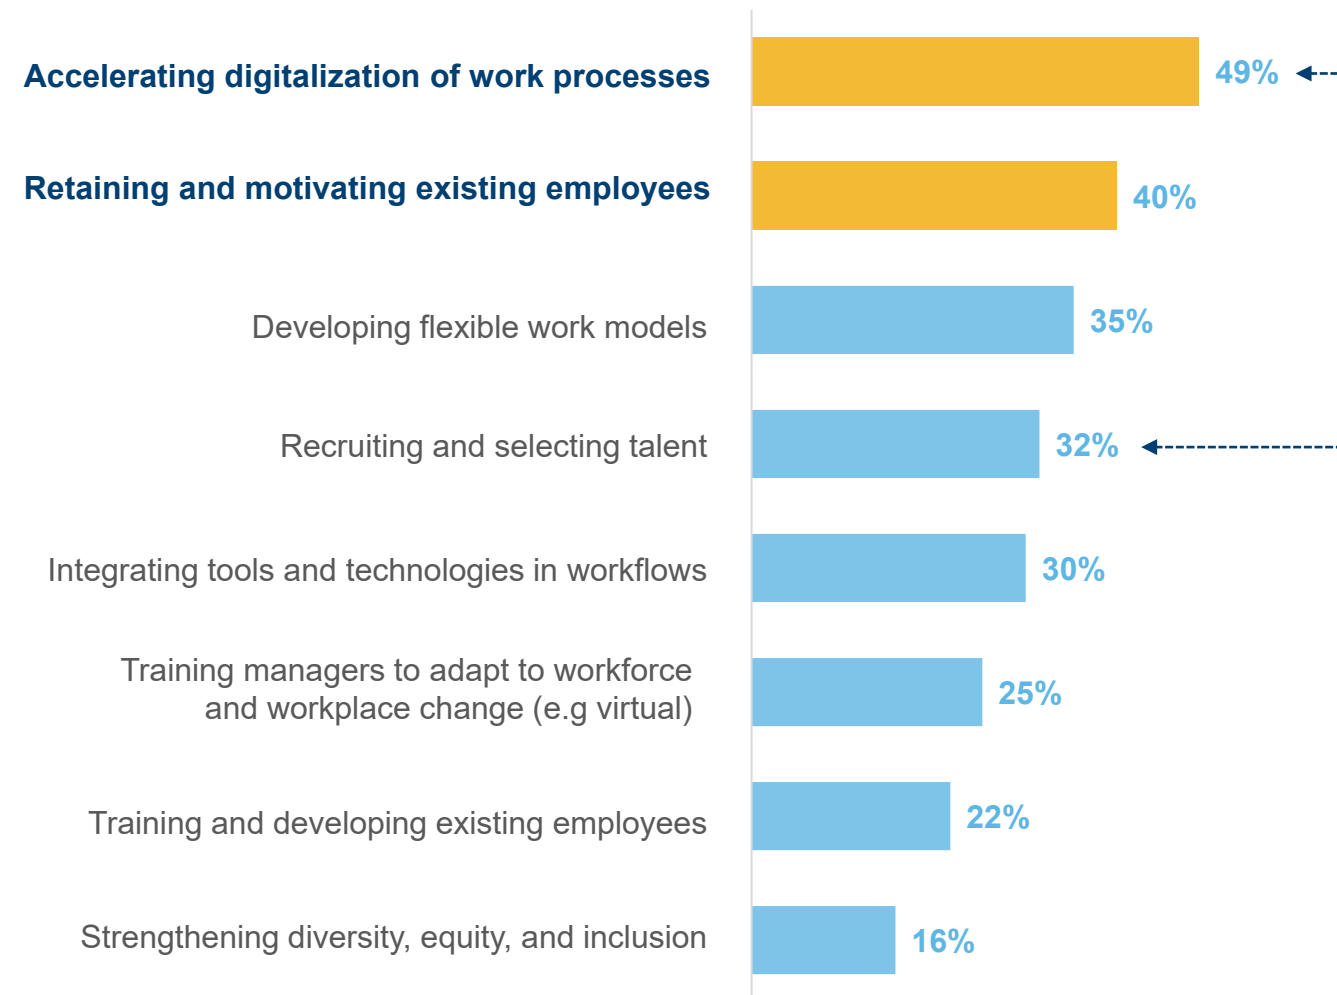 Accelerating digitalization of work processes
49%
Retaining and motivating existing employees
40%
Developing flexible work models
35%
Recruiting and selecting talent
32%
Integrating tools and technologies in workflows
30%
Training managers to adapt to workforce
and workplace change (e.g virtual)
25%
Training and developing existing employees
22%
Strengthening diversity, equity, and inclusion
16%